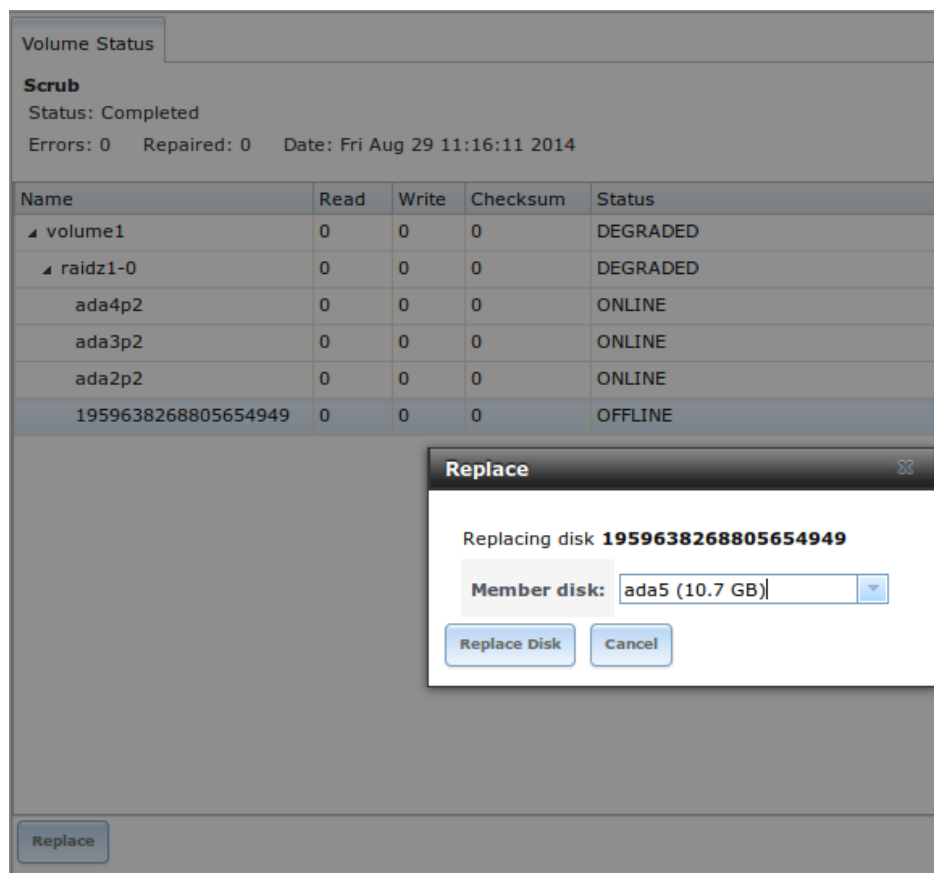 Volume Status
Scrub
Status: Completed
Errors: 0 Repaired: 0 Date: Fri Aug 29 11:16:11 2014
Name Read Write Checksum Status
volume1 0 0 0 DEGRADED
raidz1-0 0 0 0 DEGRADED
ada4p2 0 0 0 ONLINE
ada3p2 0 0 0 ONLINE
ada2p2 0 0 0 ONLINE
1959638268805654949 0 0 0 OFFLINE
Replace
Replacing disk 1959638268805654949
Member disk: ada5 (10.7 GB)
Replace Disk Cancel
Replace